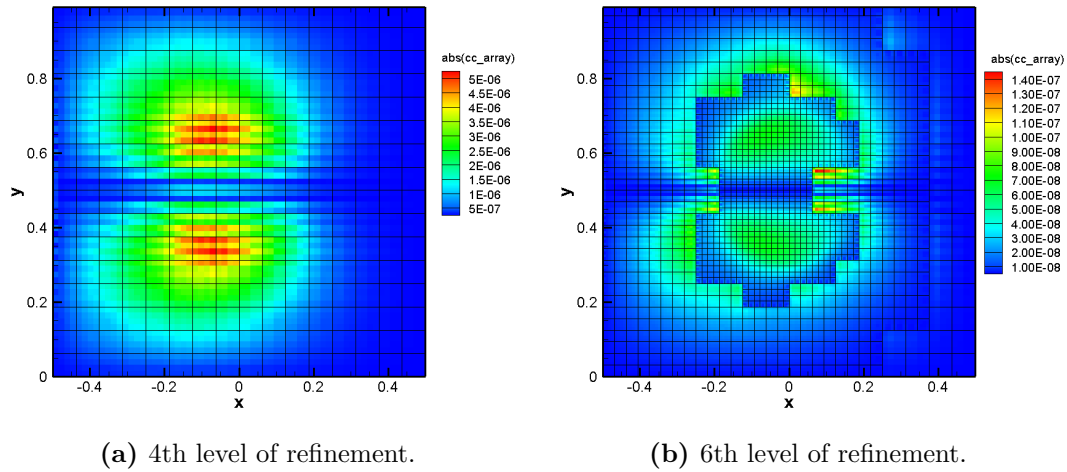 abs(cc_array)
5E-06
4.5E-06
4E-06
3.5E-06
3E-06
2.5E-06
2E-06
1.5E-06
1E-06
5E-07
0.8
0.6
0.4
0.2
0
y
-0.4
-0.2
0
0.2
0.4
x
(a) 4th level of refinement.
abs(cc_array)
1.40E-07
1.30E-07
1.20E-07
1.10E-07
1.00E-07
9.00E-08
8.00E-08
7.00E-08
6.00E-08
5.00E-08
4.00E-08
3.00E-08
2.00E-08
1.00E-08
0.8
0.6
0.4
0.2
0
y
-0.4
-0.2
0
0.2
0.4
x
(b) 6th level of refinement.